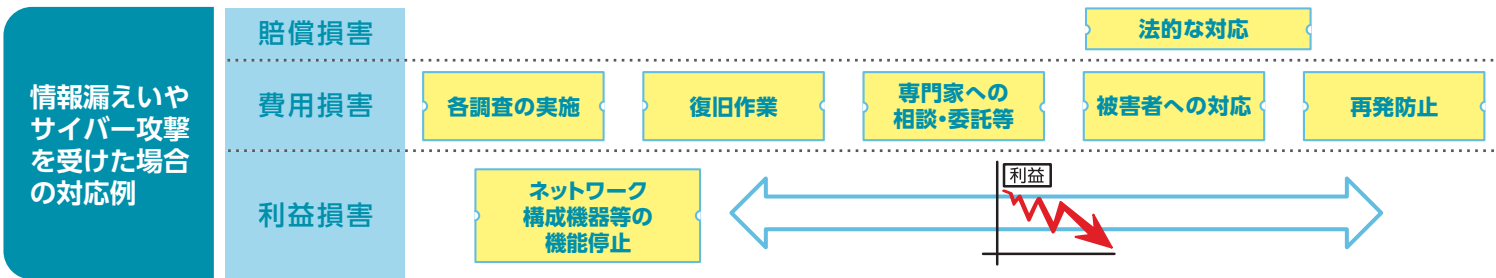 情報漏えいや
サイバー攻撃
を受けた場合
の対応例
賠償損害
法的な対応
費用損害
各調査の実施
復旧作業
専門家への
相談・委託等
被害者への対応
再発防止
利益損害
ネットワーク
構成機器等の
機能停止
利益